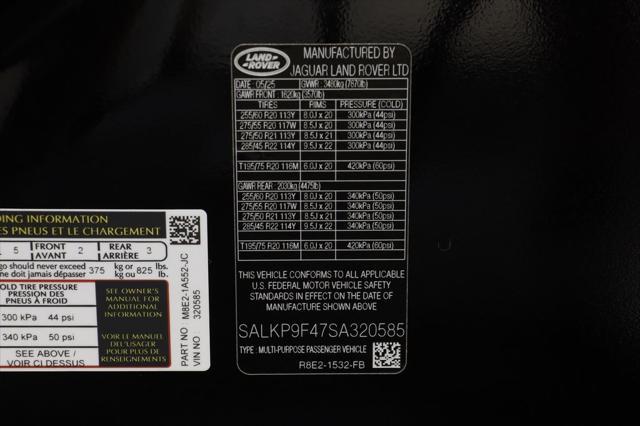 LAND
ROVER
MANUFACTURED BY
JAGUAR LAND ROVER LTD
DATE : 05/25 GVWR : 3480kg (7870lb)
GAWR FRONT : 1620kg (3570lb)
TIRES RIMS PRESSURE (COLD)
255/60 R20 113Y 8.0J x 20 300kPa (44psi)
275/55 R20 117W 8.5J x 20 300kPa (44psi)
275/50 R21 113Y 8.5J x 21 300kPa (44psi)
285/45 R22 114Y 9.5J x 22 300kPa (44psi)
T195/75 R20 116M 6.0J x 20 420kPa (60psi)
GAWR REAR : 2030kg (4475lb)
255/60 R20 113Y 8.0J x 20 340kPa (50psi)
275/55 R20 117W 8.5J x 20 340kPa (50psi)
275/50 R21 113Y 8.5J x 21 340kPa (50psi)
285/45 R22 114Y 9.5J x 22 340kPa (50psi)
T195/75 R20 116M 6.0J x 20 420kPa (60psi)
THIS VEHICLE CONFORMS TO ALL APPLICABLE
U.S. FEDERAL MOTOR VEHICLE SAFETY
STANDARDS IN EFFECT ON THE DATE OF
MANUFACTURE SHOWN ABOVE
SALKP9F47SA320585
TYPE : MULTI-PURPOSE PASSENGER VEHICLE
R8E2-1532-FB
DING INFORMATION
ES PNEUS ET LE CHARGEMENT
5 FRONT AVANT 2 REAR ARRIÈRE 3
go should never exceed 375 kg or 825 lbs.
ne doit jamais dépasser kg ou lb.
OLD TIRE PRESSURE
PRESSION DES
PNEUS À FROID
300 kPa 44 psi
340 kPa 50 psi
SEE ABOVE /
VOIR CI DESSUS
SEE OWNER'S
MANUAL FOR
ADDITIONAL
INFORMATION
VOIR LE MANUEL
DE L'USAGER
POUR PLUS DE
RENSEIGNEMENTS
PART NO : M8E2-1A552-JC
VIN : 320585